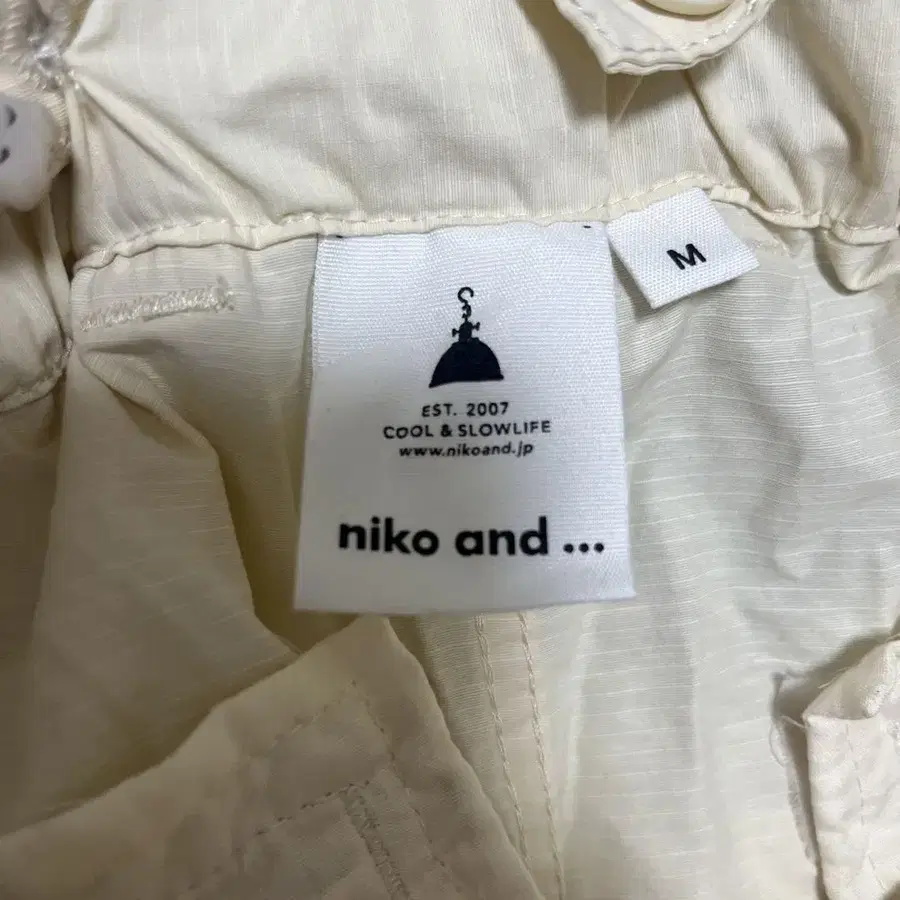 M
EST. 2007
COOL & SLOWLIFE
www.nikoand.jp
niko and ...